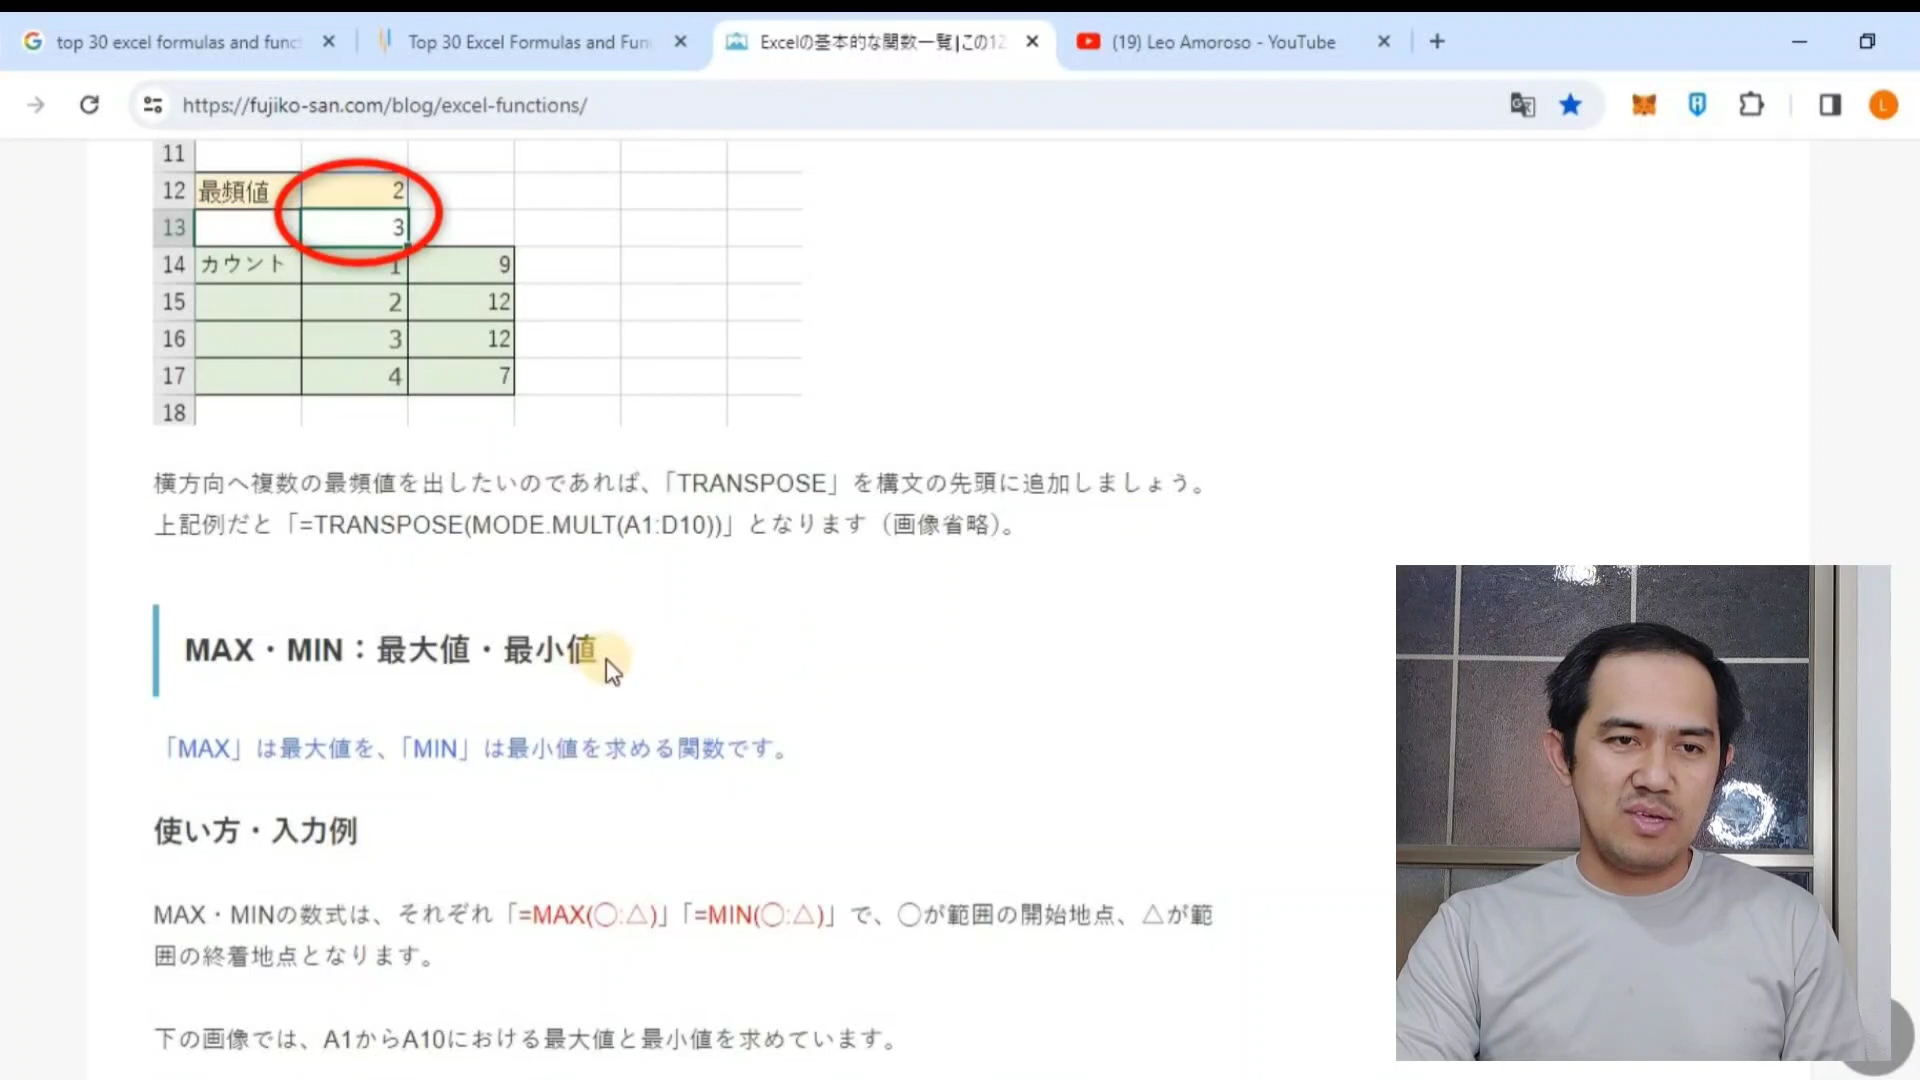 top 30 excel formulas and func
Top 30 Excel Formulas and Fun
Excelの基本的な関数一覧|この12
(19) Leo Amoroso - YouTube
https://fujiko-san.com/blog/excel-functions/
L
11
12 最頻値 2
13 3
14 カウント 1 9
15 2 12
16 3 12
17 4 7
18
横方向へ複数の最頻値を出したいのであれば、「TRANSPOSE」を構文の先頭に追加しましょう。
上記例だと「=TRANSPOSE(MODE.MULT(A1:D10))」となります（画像省略）。
MAX・MIN：最大値・最小値
「MAX」は最大値を、「MIN」は最小値を求める関数です。
使い方・入力例
MAX・MINの数式は、それぞれ「=MAX(〇:△)」「=MIN(〇:△)」で、〇が範囲の開始地点、△が範
囲の終着地点となります。
下の画像では、A1からA10における最大値と最小値を求めています。